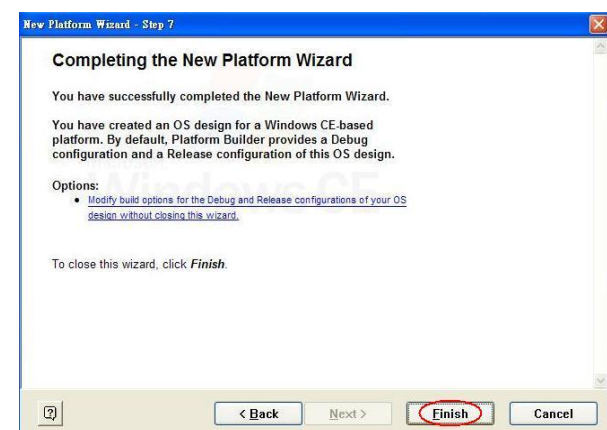 New Platform Wizard - Step 7
Completing the New Platform Wizard
You have successfully completed the New Platform Wizard.
You have created an OS design for a Windows CE-based
platform. By default, Platform Builder provides a Debug
configuration and a Release configuration of this OS design.
Options:
Modify build options for the Debug and Release configurations of your OS
design without closing this wizard.
To close this wizard, click Finish.
< Back Next > Finish Cancel